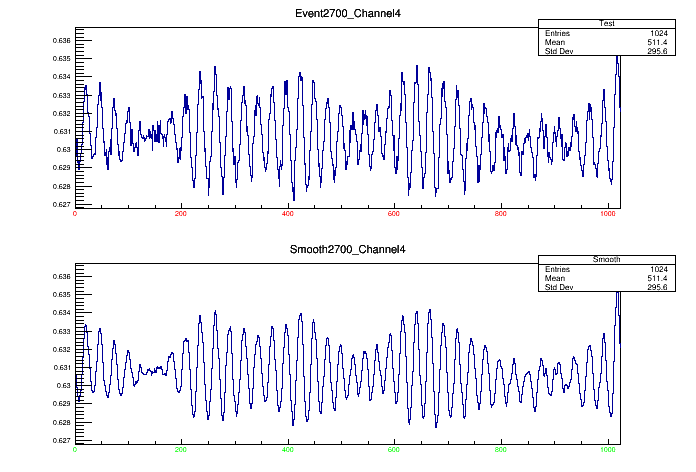 Event2700_Channel4
Test
Entries 1024
Mean 511.4
Std Dev 295.6
0.636
0.635
0.634
0.633
0.632
0.631
0.63
0.629
0.628
0.627
0 200 400 600 800 1000
Smooth2700_Channel4
Smooth
Entries 1024
Mean 511.4
Std Dev 295.6
0.636
0.635
0.634
0.633
0.632
0.631
0.63
0.629
0.628
0.627
0 200 400 600 800 1000